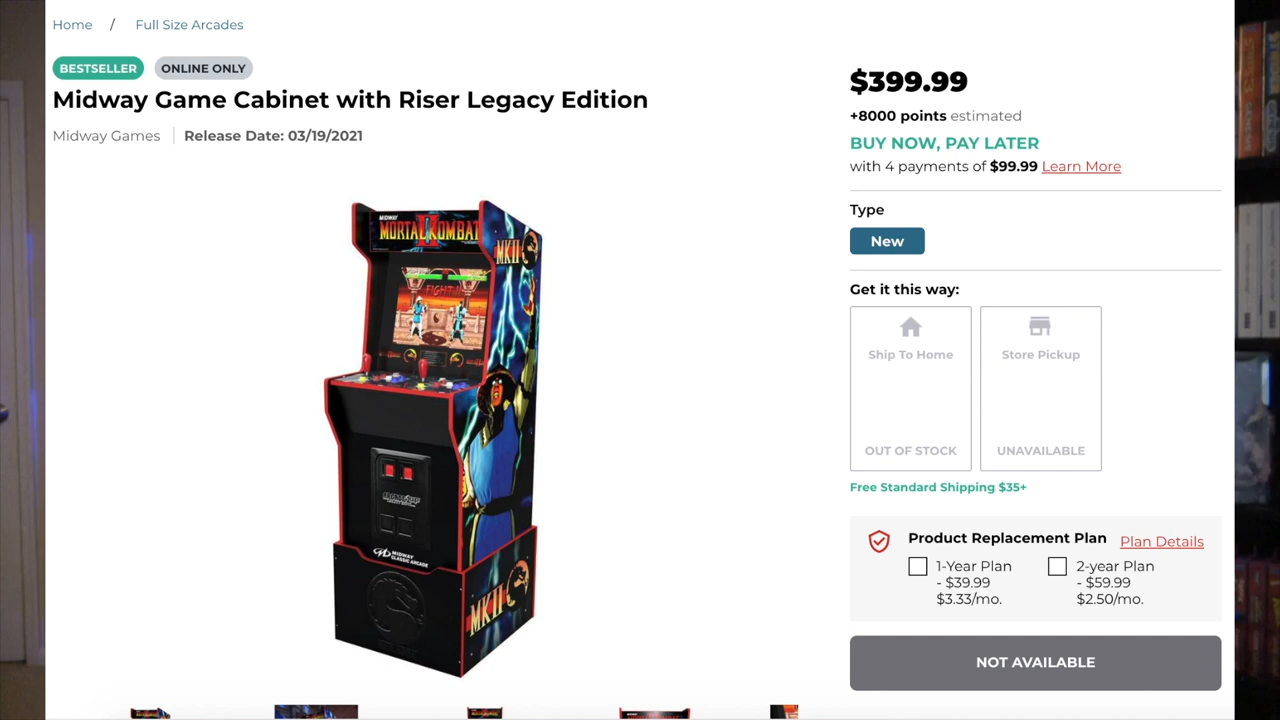 Home / Full Size Arcades
BESTSELLER ONLINE ONLY
Midway Game Cabinet with Riser Legacy Edition
Midway Games Release Date: 03/19/2021
MIDWAY
MORTAL KOMBAT
II
MKII
FIGHT!
MIDWAY
CLASSIC ARCADE
MKII
$399.99
+8000 points estimated
BUY NOW, PAY LATER
with 4 payments of $99.99 Learn More
Type
New
Get it this way:
Ship To Home
OUT OF STOCK
Store Pickup
UNAVAILABLE
Free Standard Shipping $35+
Product Replacement Plan Plan Details
1-Year Plan
- $39.99
$3.33/mo.
2-year Plan
- $59.99
$2.50/mo.
NOT AVAILABLE